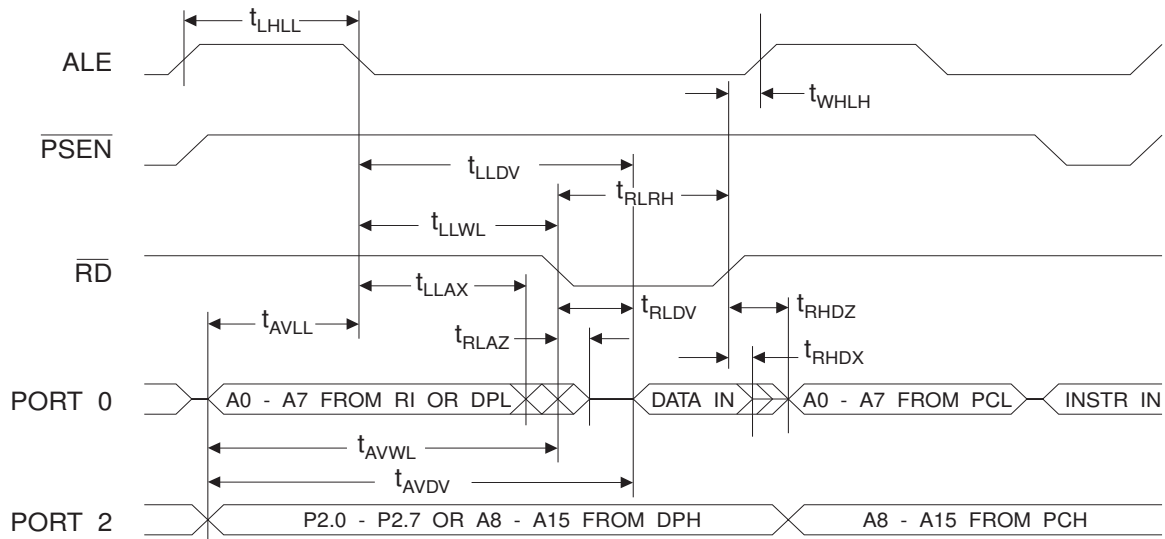 tLHLL
ALE
tWHLH
PSEN
tLLDV
tRLRH
tLLWL
RD
tLLAX
tRLDV
tRHDZ
tAVLL
tRLAZ
tRHDX
PORT 0
A0 - A7 FROM RI OR DPL
DATA IN
A0 - A7 FROM PCL
INSTR IN
tAVWL
tAVDV
PORT 2
P2.0 - P2.7 OR A8 - A15 FROM DPH
A8 - A15 FROM PCH